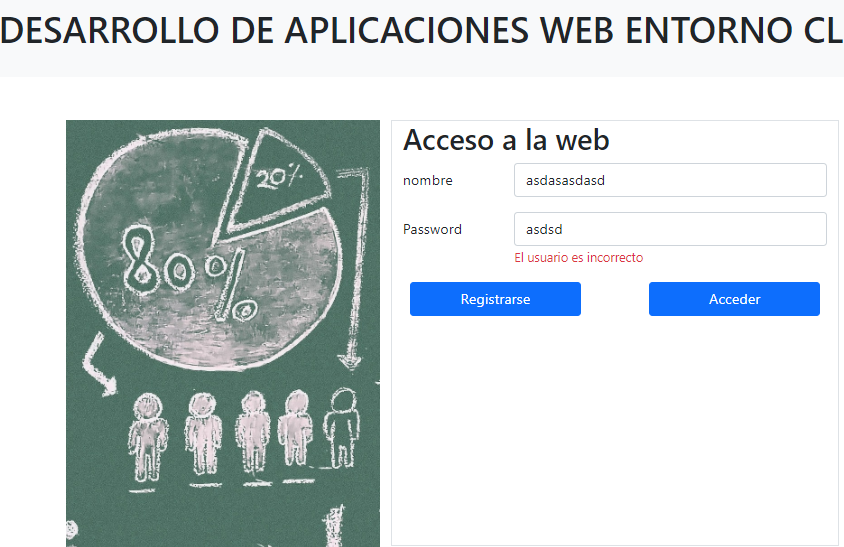 DESARROLLO DE APLICACIONES WEB ENTORNO CL
20%
80%
Acceso a la web
nombre
asdasasdasd
Password
asdsd
El usuario es incorrecto
Registrarse
Acceder